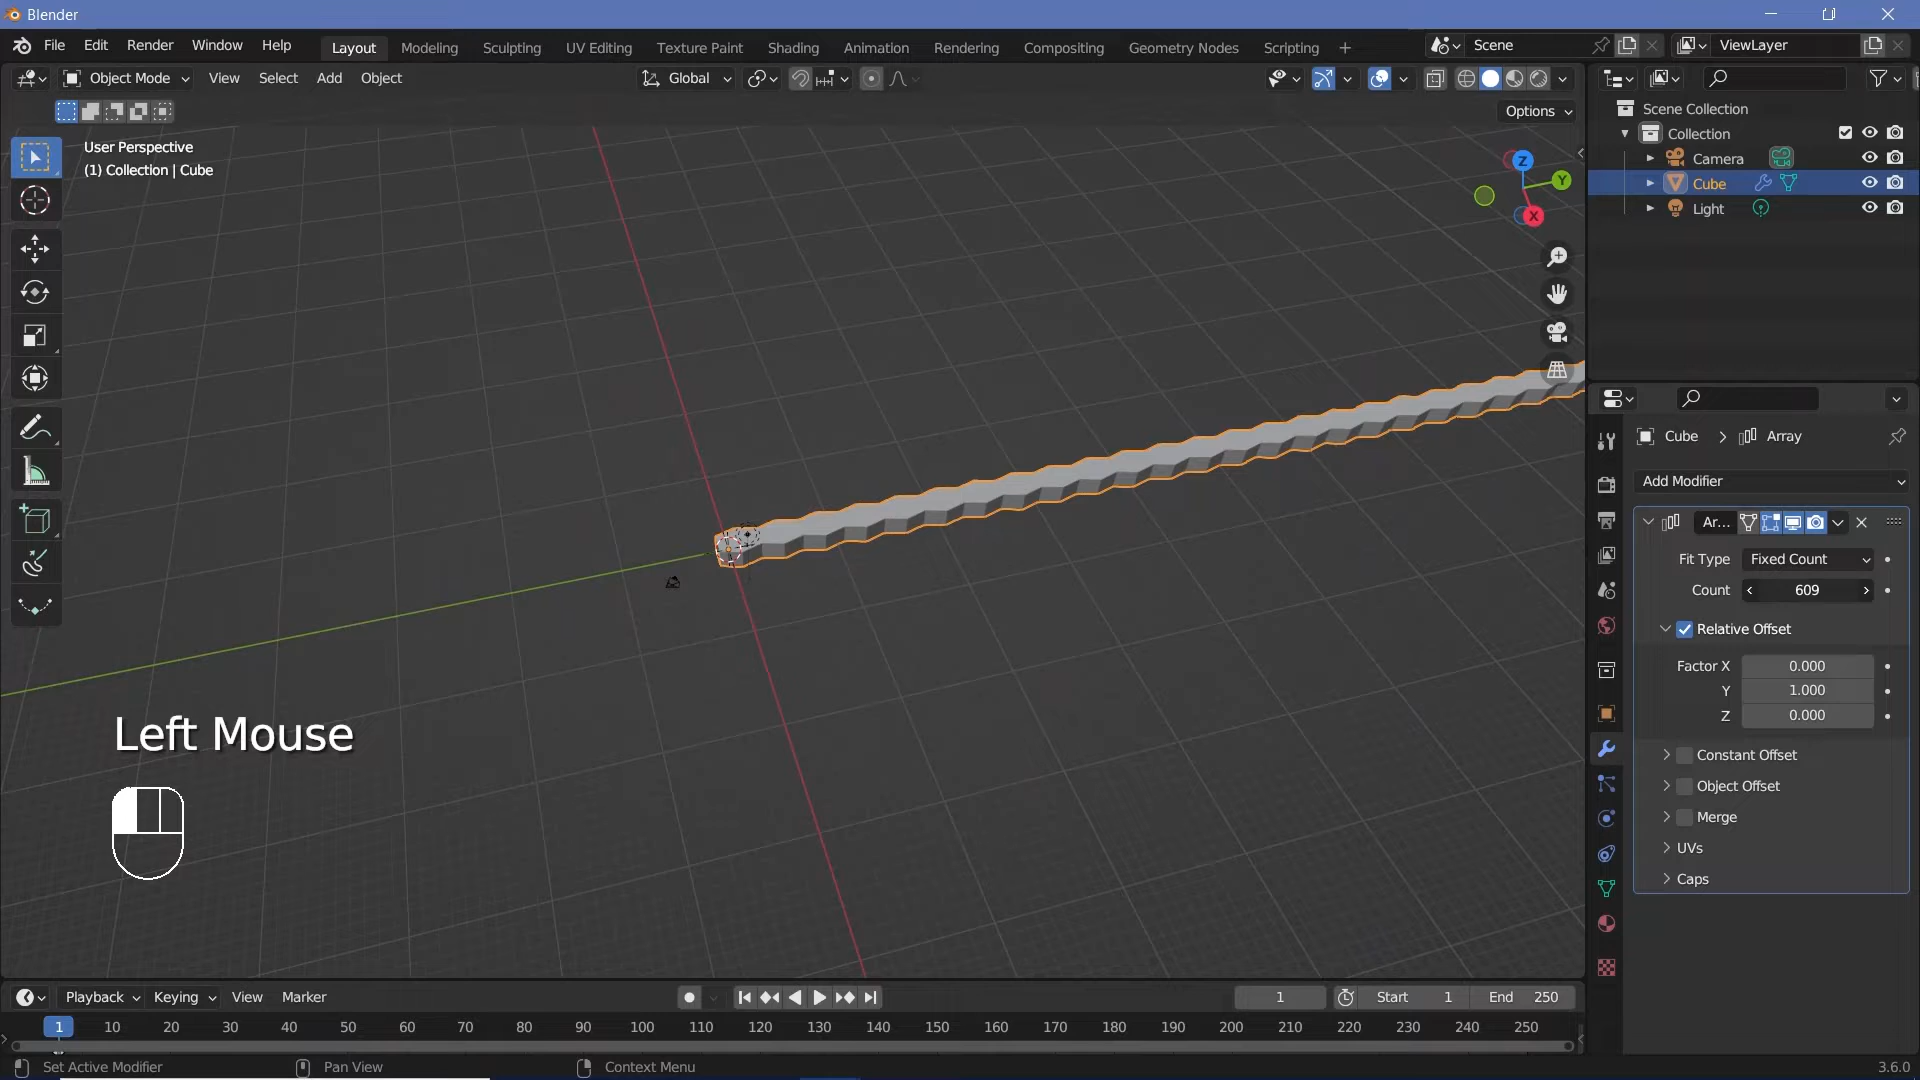 Blender
File Edit Render Window Help Layout Modeling Sculpting UV Editing Texture Paint Shading Animation Rendering Compositing Geometry Nodes Scripting + Scene ViewLayer
Object Mode View Select Add Object Global
Options
User Perspective
(1) Collection | Cube
Z
Y
X
Scene Collection
Collection
Camera
Cube
Light
Cube > Array
Add Modifier
Ar...
Fit Type Fixed Count
Count 609
Relative Offset
Factor X 0.000
Y 1.000
Z 0.000
Constant Offset
Object Offset
Merge
UVs
Caps
Left Mouse
Playback Keying View Marker 1 Start 1 End 250
1 10 20 30 40 50 60 70 80 90 100 110 120 130 140 150 160 170 180 190 200 210 220 230 240 250
Set Active Modifier Pan View Context Menu 3.6.0